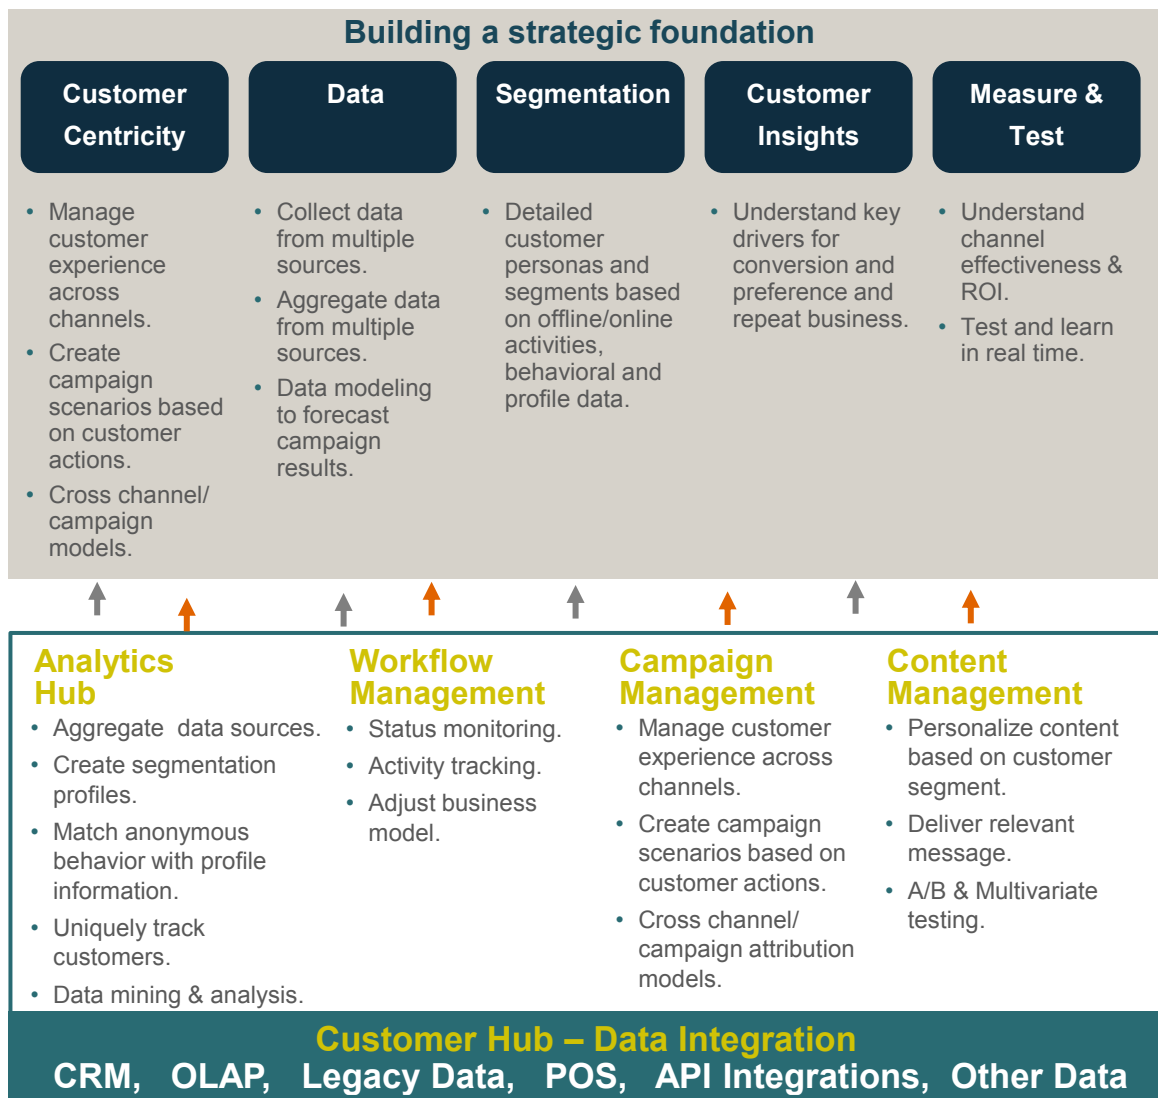 Building a strategic foundation
Customer
Centricity
• Manage
customer
experience
across
channels.
• Create
campaign
scenarios based
on customer
actions.
• Cross channel/
campaign
models.
Data
• Collect data
from multiple
sources.
• Aggregate data
from multiple
sources.
• Data modeling
to forecast
campaign
results.
Segmentation
• Detailed
customer
personas and
segments based
on offline/online
activities,
behavioral and
profile data.
Customer
Insights
• Understand key
drivers for
conversion and
preference and
repeat business.
Measure &
Test
• Understand
channel
effectiveness &
ROI.
• Test and learn
in real time.
Analytics
Hub
• Aggregate data sources.
• Create segmentation
profiles.
• Match anonymous
behavior with profile
information.
• Uniquely track
customers.
• Data mining & analysis.
Workflow
Management
• Status monitoring.
• Activity tracking.
• Adjust business
model.
Campaign
Management
• Manage customer
experience across
channels.
• Create campaign
scenarios based on
customer actions.
• Cross channel/
campaign attribution
models.
Content
Management
• Personalize content
based on customer
segment.
• Deliver relevant
message.
• A/B & Multivariate
testing.
Customer Hub – Data Integration
CRM, OLAP, Legacy Data, POS, API Integrations, Other Data